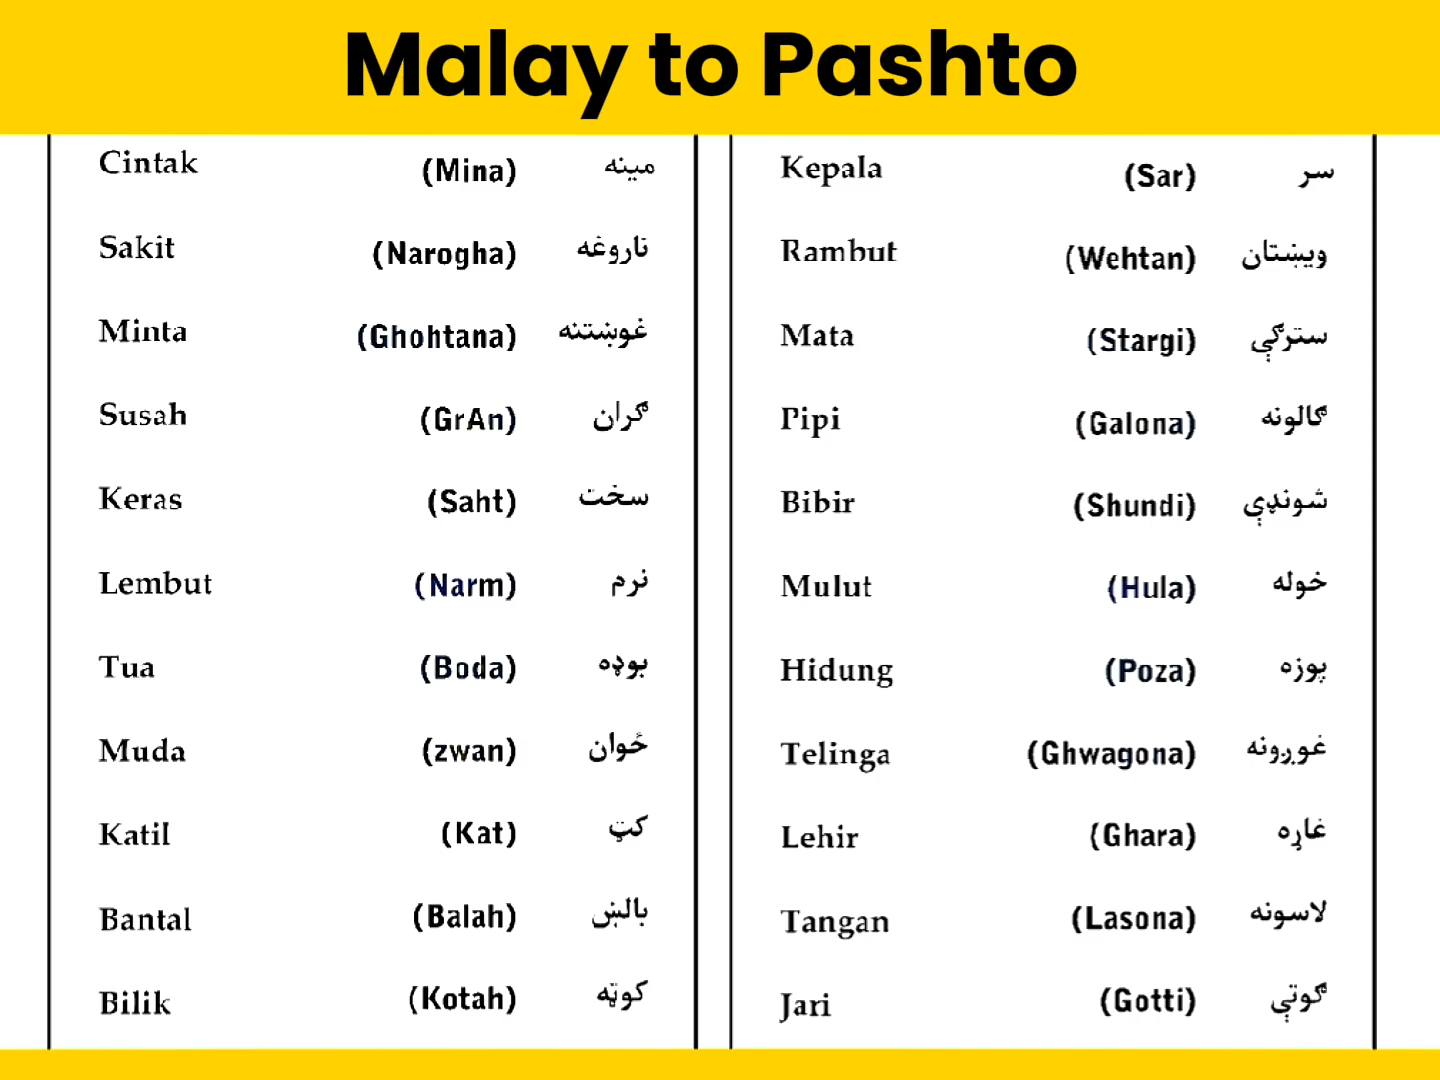 Malay to Pashto
Cintak (Mina) مینه
Sakit (Narogha) ناروغه
Minta (Ghohtana) غوښتنه
Susah (GrAn) ګران
Keras (Saht) سخت
Lembut (Narm) نرم
Tua (Boda) بوډه
Muda (zwan) ځوان
Katil (Kat) کټ
Bantal (Balah) بالښ
Bilik (Kotah) کوټه
Kepala (Sar) سر
Rambut (Wehtan) ویښتان
Mata (Stargi) سترګې
Pipi (Galona) ګالونه
Bibir (Shundi) شونډې
Mulut (Hula) خوله
Hidung (Poza) پوزه
Telinga (Ghwagona) غوږونه
Lehir (Ghara) غاړه
Tangan (Lasona) لاسونه
Jari (Gotti) ګوتې